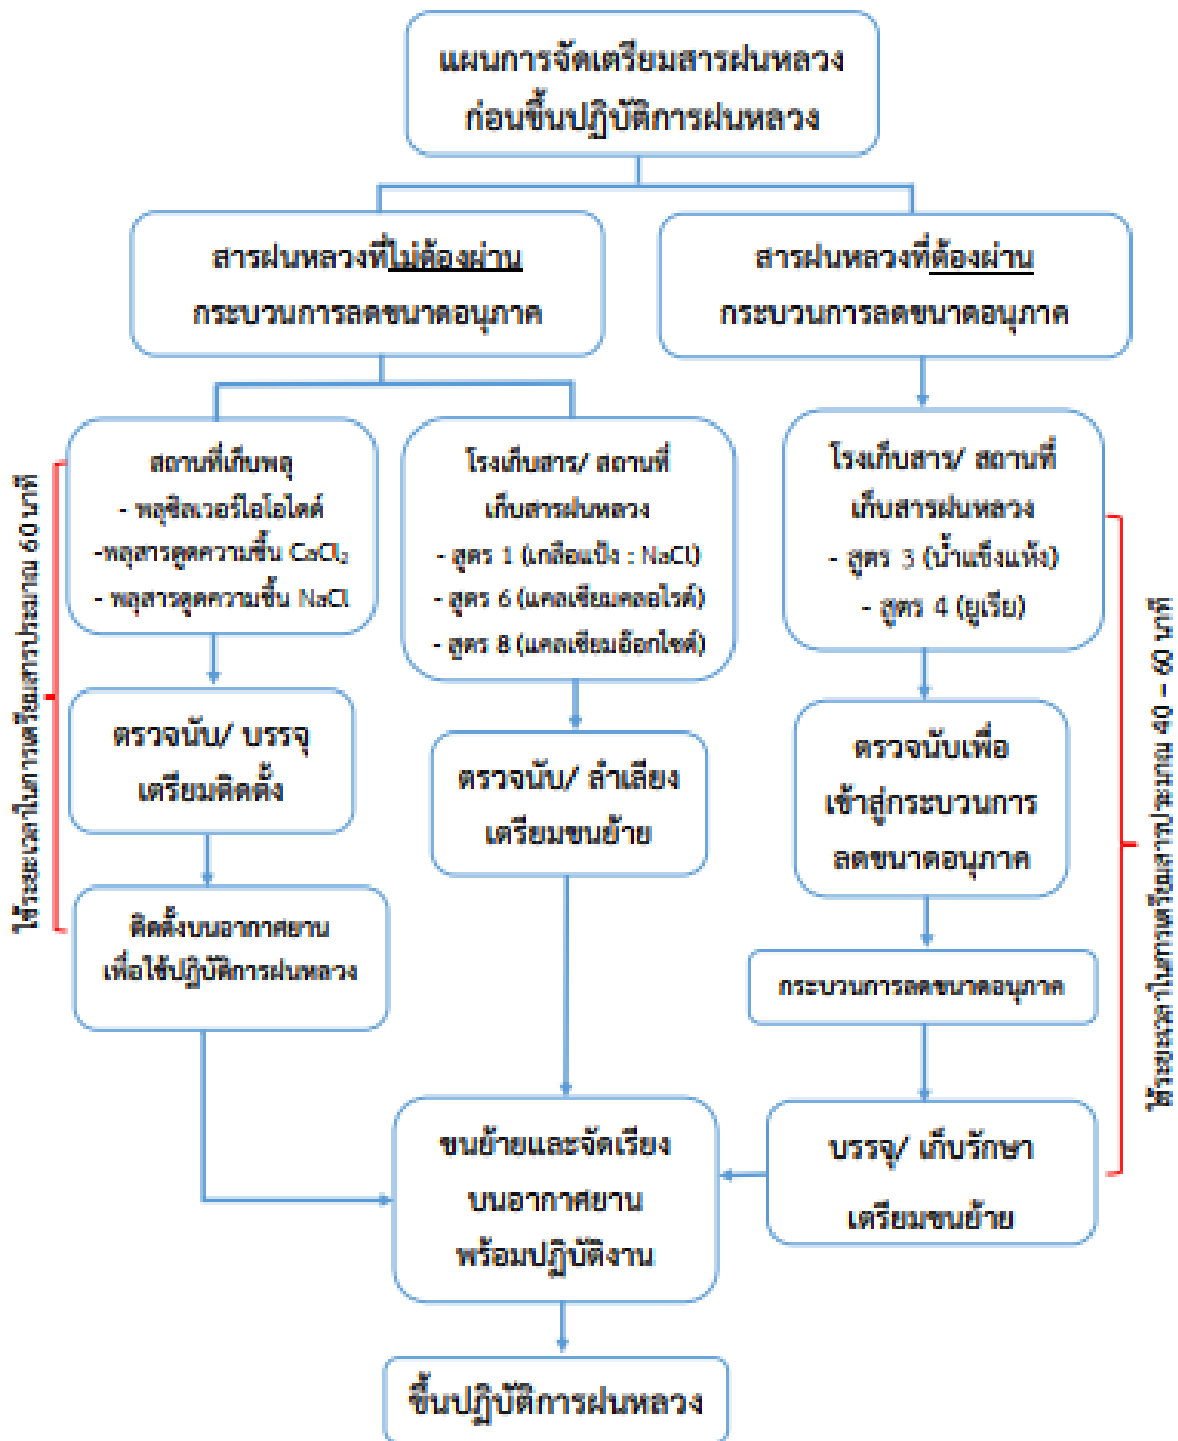 แผนการจัดเตรียมสารฝนหลวง
ก่อนขึ้นปฏิบัติการฝนหลวง
สารฝนหลวงที่ไม่ต้องผ่าน
กระบวนการลดขนาดอนุภาค
สารฝนหลวงที่ต้องผ่าน
กระบวนการลดขนาดอนุภาค
ใช้ระยะเวลาในการเตรียมสารประมาณ 60 นาที
สถานที่เก็บพลุ
- พลุซิลเวอร์ไอโอไดด์
-พลุสารดูดความชื้น CaCl₂
- พลุสารดูดความชื้น NaCl
โรงเก็บสาร/ สถานที่
เก็บสารฝนหลวง
- สูตร 1 (เกลือแป้ง : NaCl)
- สูตร 6 (แคลเซียมคลอไรด์)
- สูตร 8 (แคลเซียมอ๊อกไซด์)
โรงเก็บสาร/ สถานที่
เก็บสารฝนหลวง
- สูตร 3 (น้ำแข็งแห้ง)
- สูตร 4 (ยูเรีย)
ใช้ระยะเวลาในการเตรียมสารประมาณ 40 – 60 นาที
ตรวจนับ/ บรรจุ
เตรียมติดตั้ง
ตรวจนับ/ ลำเลียง
เตรียมขนย้าย
ตรวจนับเพื่อ
เข้าสู่กระบวนการ
ลดขนาดอนุภาค
ติดตั้งบนอากาศยาน
เพื่อใช้ปฏิบัติการฝนหลวง
กระบวนการลดขนาดอนุภาค
ขนย้ายและจัดเรียง
บนอากาศยาน
พร้อมปฏิบัติงาน
บรรจุ/ เก็บรักษา
เตรียมขนย้าย
ขึ้นปฏิบัติการฝนหลวง